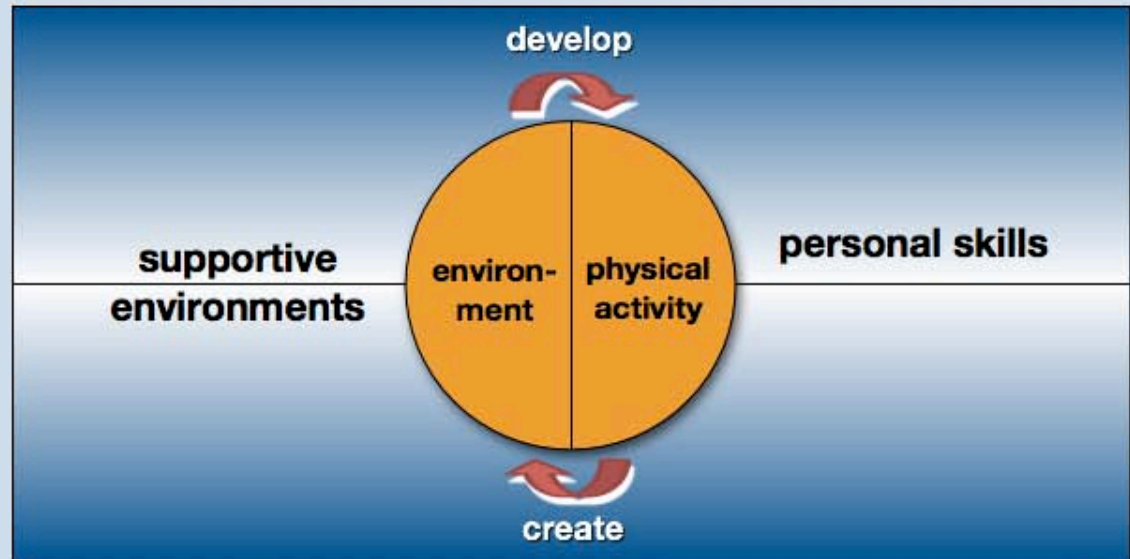 develop
supportive
environments
environ-
ment
physical
activity
personal skills
create